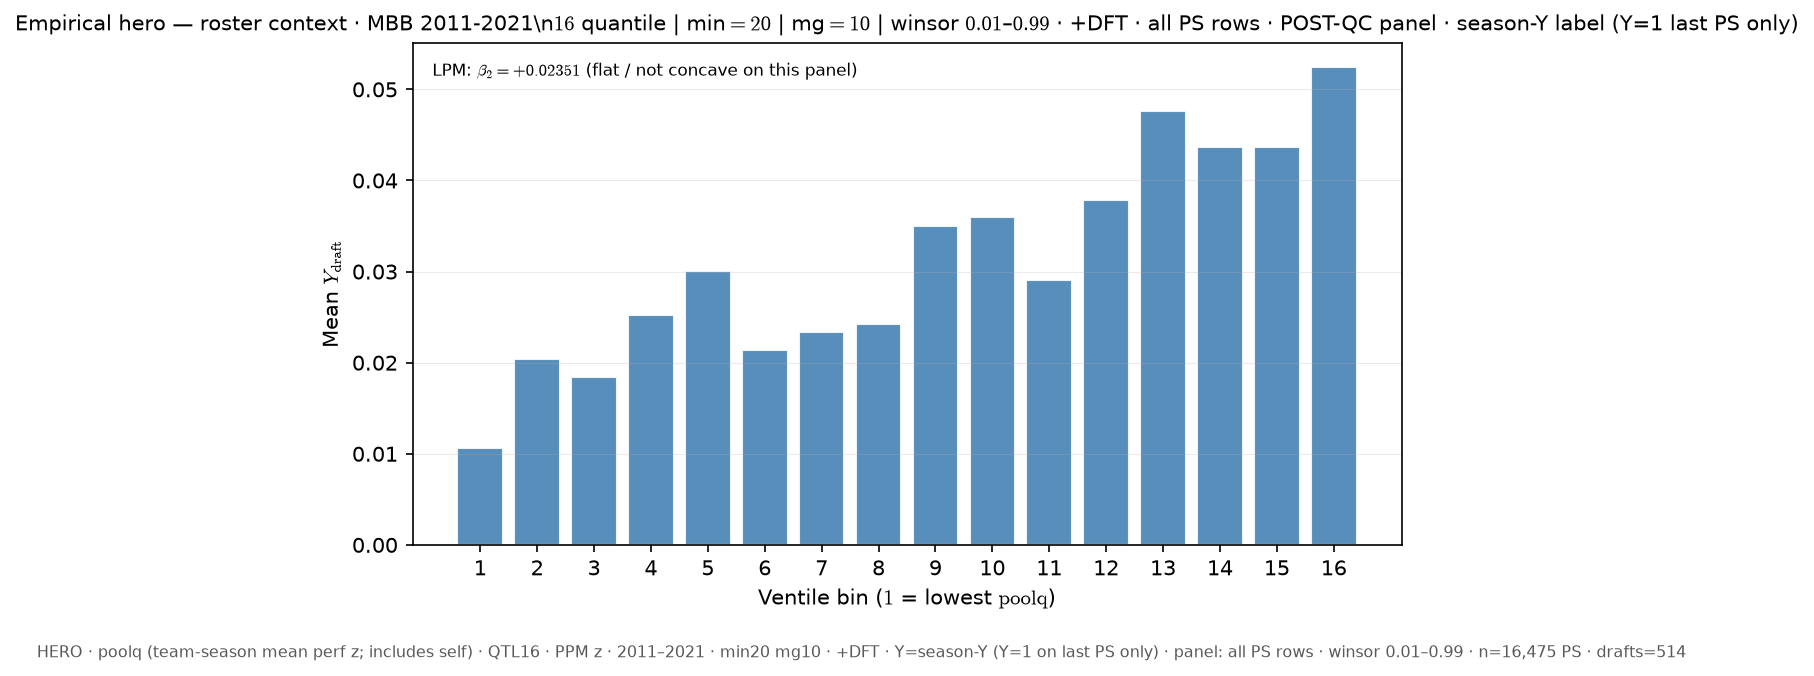 Empirical hero — roster context · MBB 2011-2021\n16 quantile | min = 20 | mg = 10 | winsor 0.01–0.99 · +DFT · all PS rows · POST-QC panel · season-Y label (Y=1 last PS only)
LPM: β₂ = +0.02351 (flat / not concave on this panel)
0.05
0.04
0.03
0.02
0.01
0.00
Mean Y_draft
1 2 3 4 5 6 7 8 9 10 11 12 13 14 15 16
Ventile bin (1 = lowest poolq)
HERO · poolq (team-season mean perf z; includes self) · QTL16 · PPM z · 2011–2021 · min20 mg10 · +DFT · Y=season-Y (Y=1 on last PS only) · panel: all PS rows · winsor 0.01–0.99 · n=16,475 PS · drafts=514